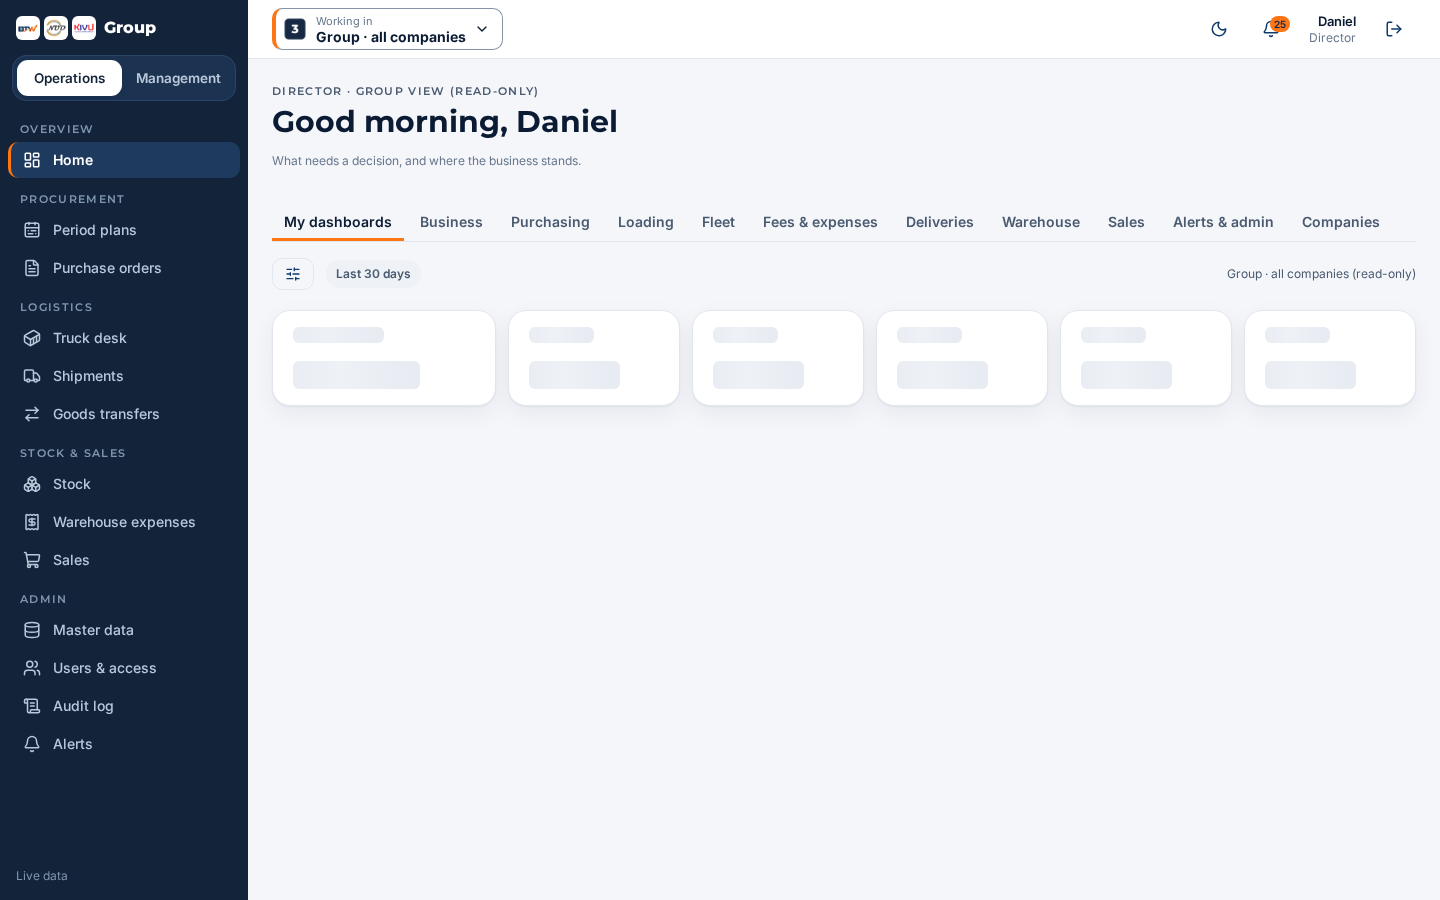 BTW NUD KIVU Group
Operations Management
OVERVIEW
Home
PROCUREMENT
Period plans
Purchase orders
LOGISTICS
Truck desk
Shipments
Goods transfers
STOCK & SALES
Stock
Warehouse expenses
Sales
ADMIN
Master data
Users & access
Audit log
Alerts
Live data
3
Working in
Group · all companies
25
Daniel
Director
DIRECTOR · GROUP VIEW (READ-ONLY)
Good morning, Daniel
What needs a decision, and where the business stands.
My dashboards Business Purchasing Loading Fleet Fees & expenses Deliveries Warehouse Sales Alerts & admin Companies
Last 30 days
Group · all companies (read-only)